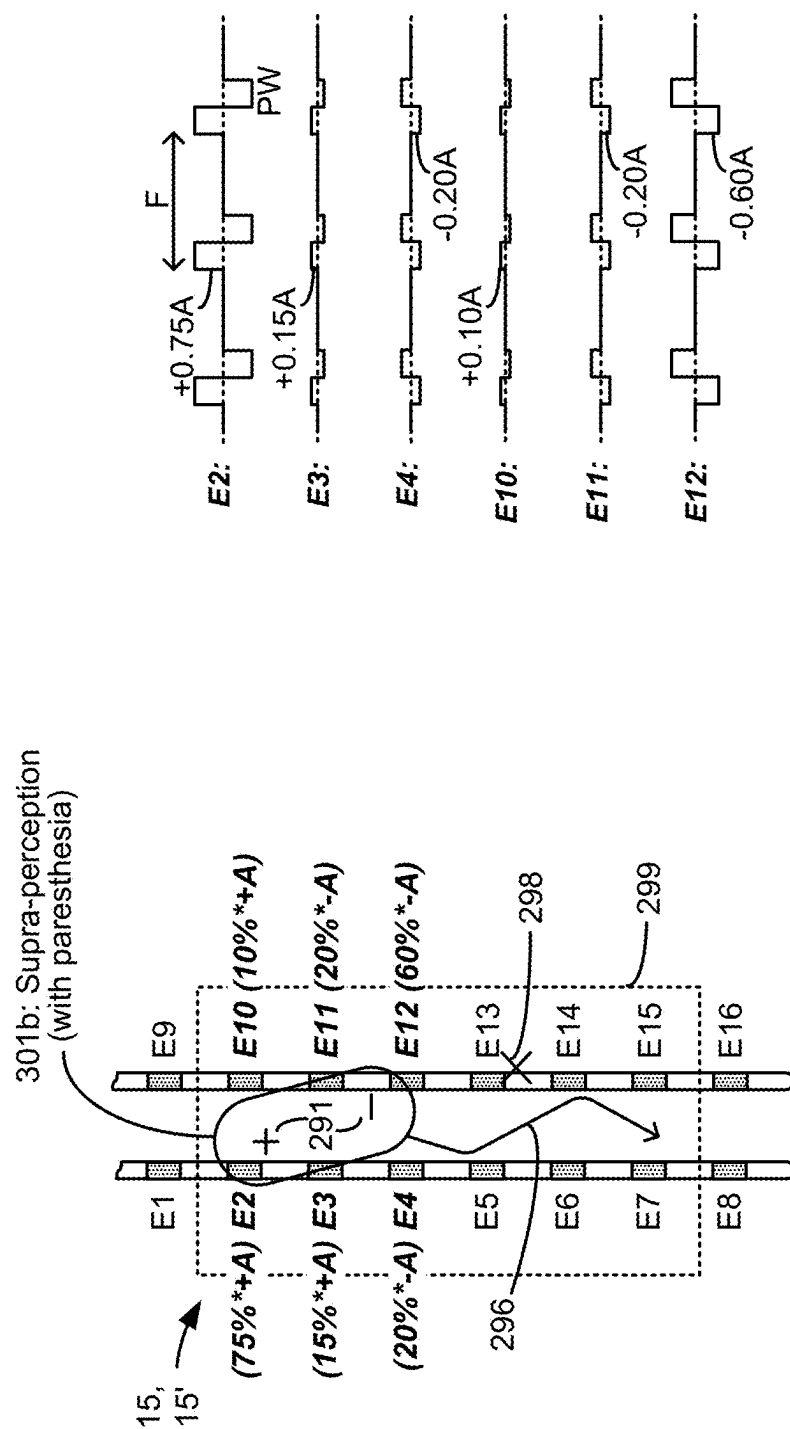 301b: Supra-perception
(with paresthesia)
15,
15'
E1
E9
(75%*+A) E2
E10 (10%*+A)
(15%*+A) E3
E11 (20%*-A)
(20%*-A) E4
E12 (60%*-A)
+
291
−
E5
E13
298
E6
E14
296
E7
E15
299
E8
E16
E2:
+0.75A
F
PW
E3:
+0.15A
E4:
-0.20A
E10:
+0.10A
E11:
-0.20A
E12:
-0.60A